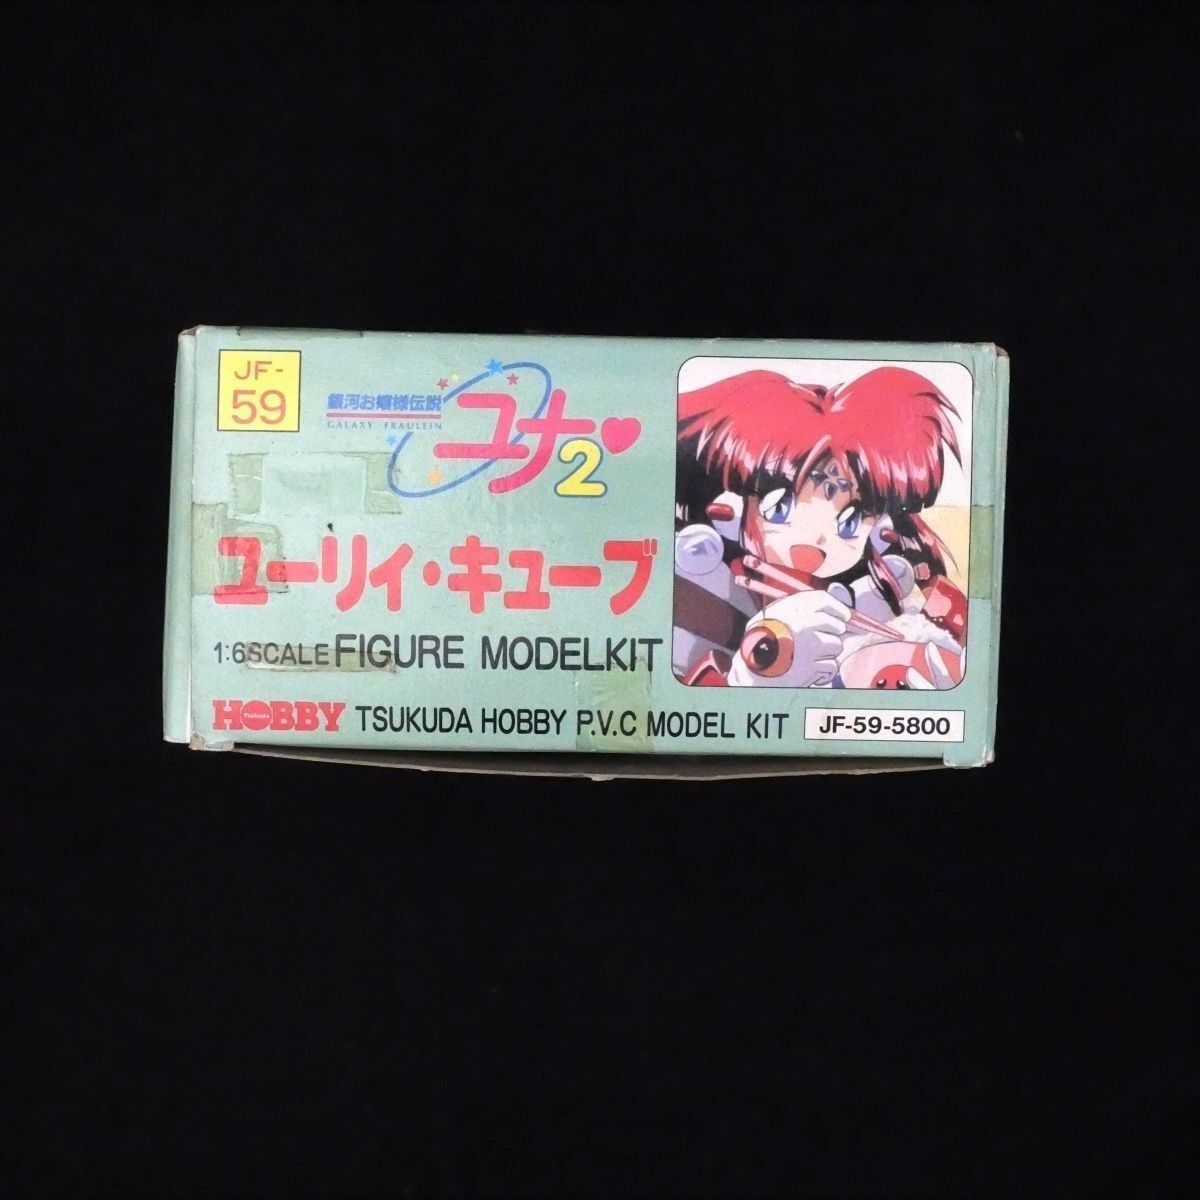 JF-
59
銀河お嬢様伝説
GALAXY FRAULEIN
ユナ2
ユーリィ・キューブ
1:6SCALE FIGURE MODELKIT
HOBBY Tsukuda TSUKUDA HOBBY P.V.C MODEL KIT JF-59-5800